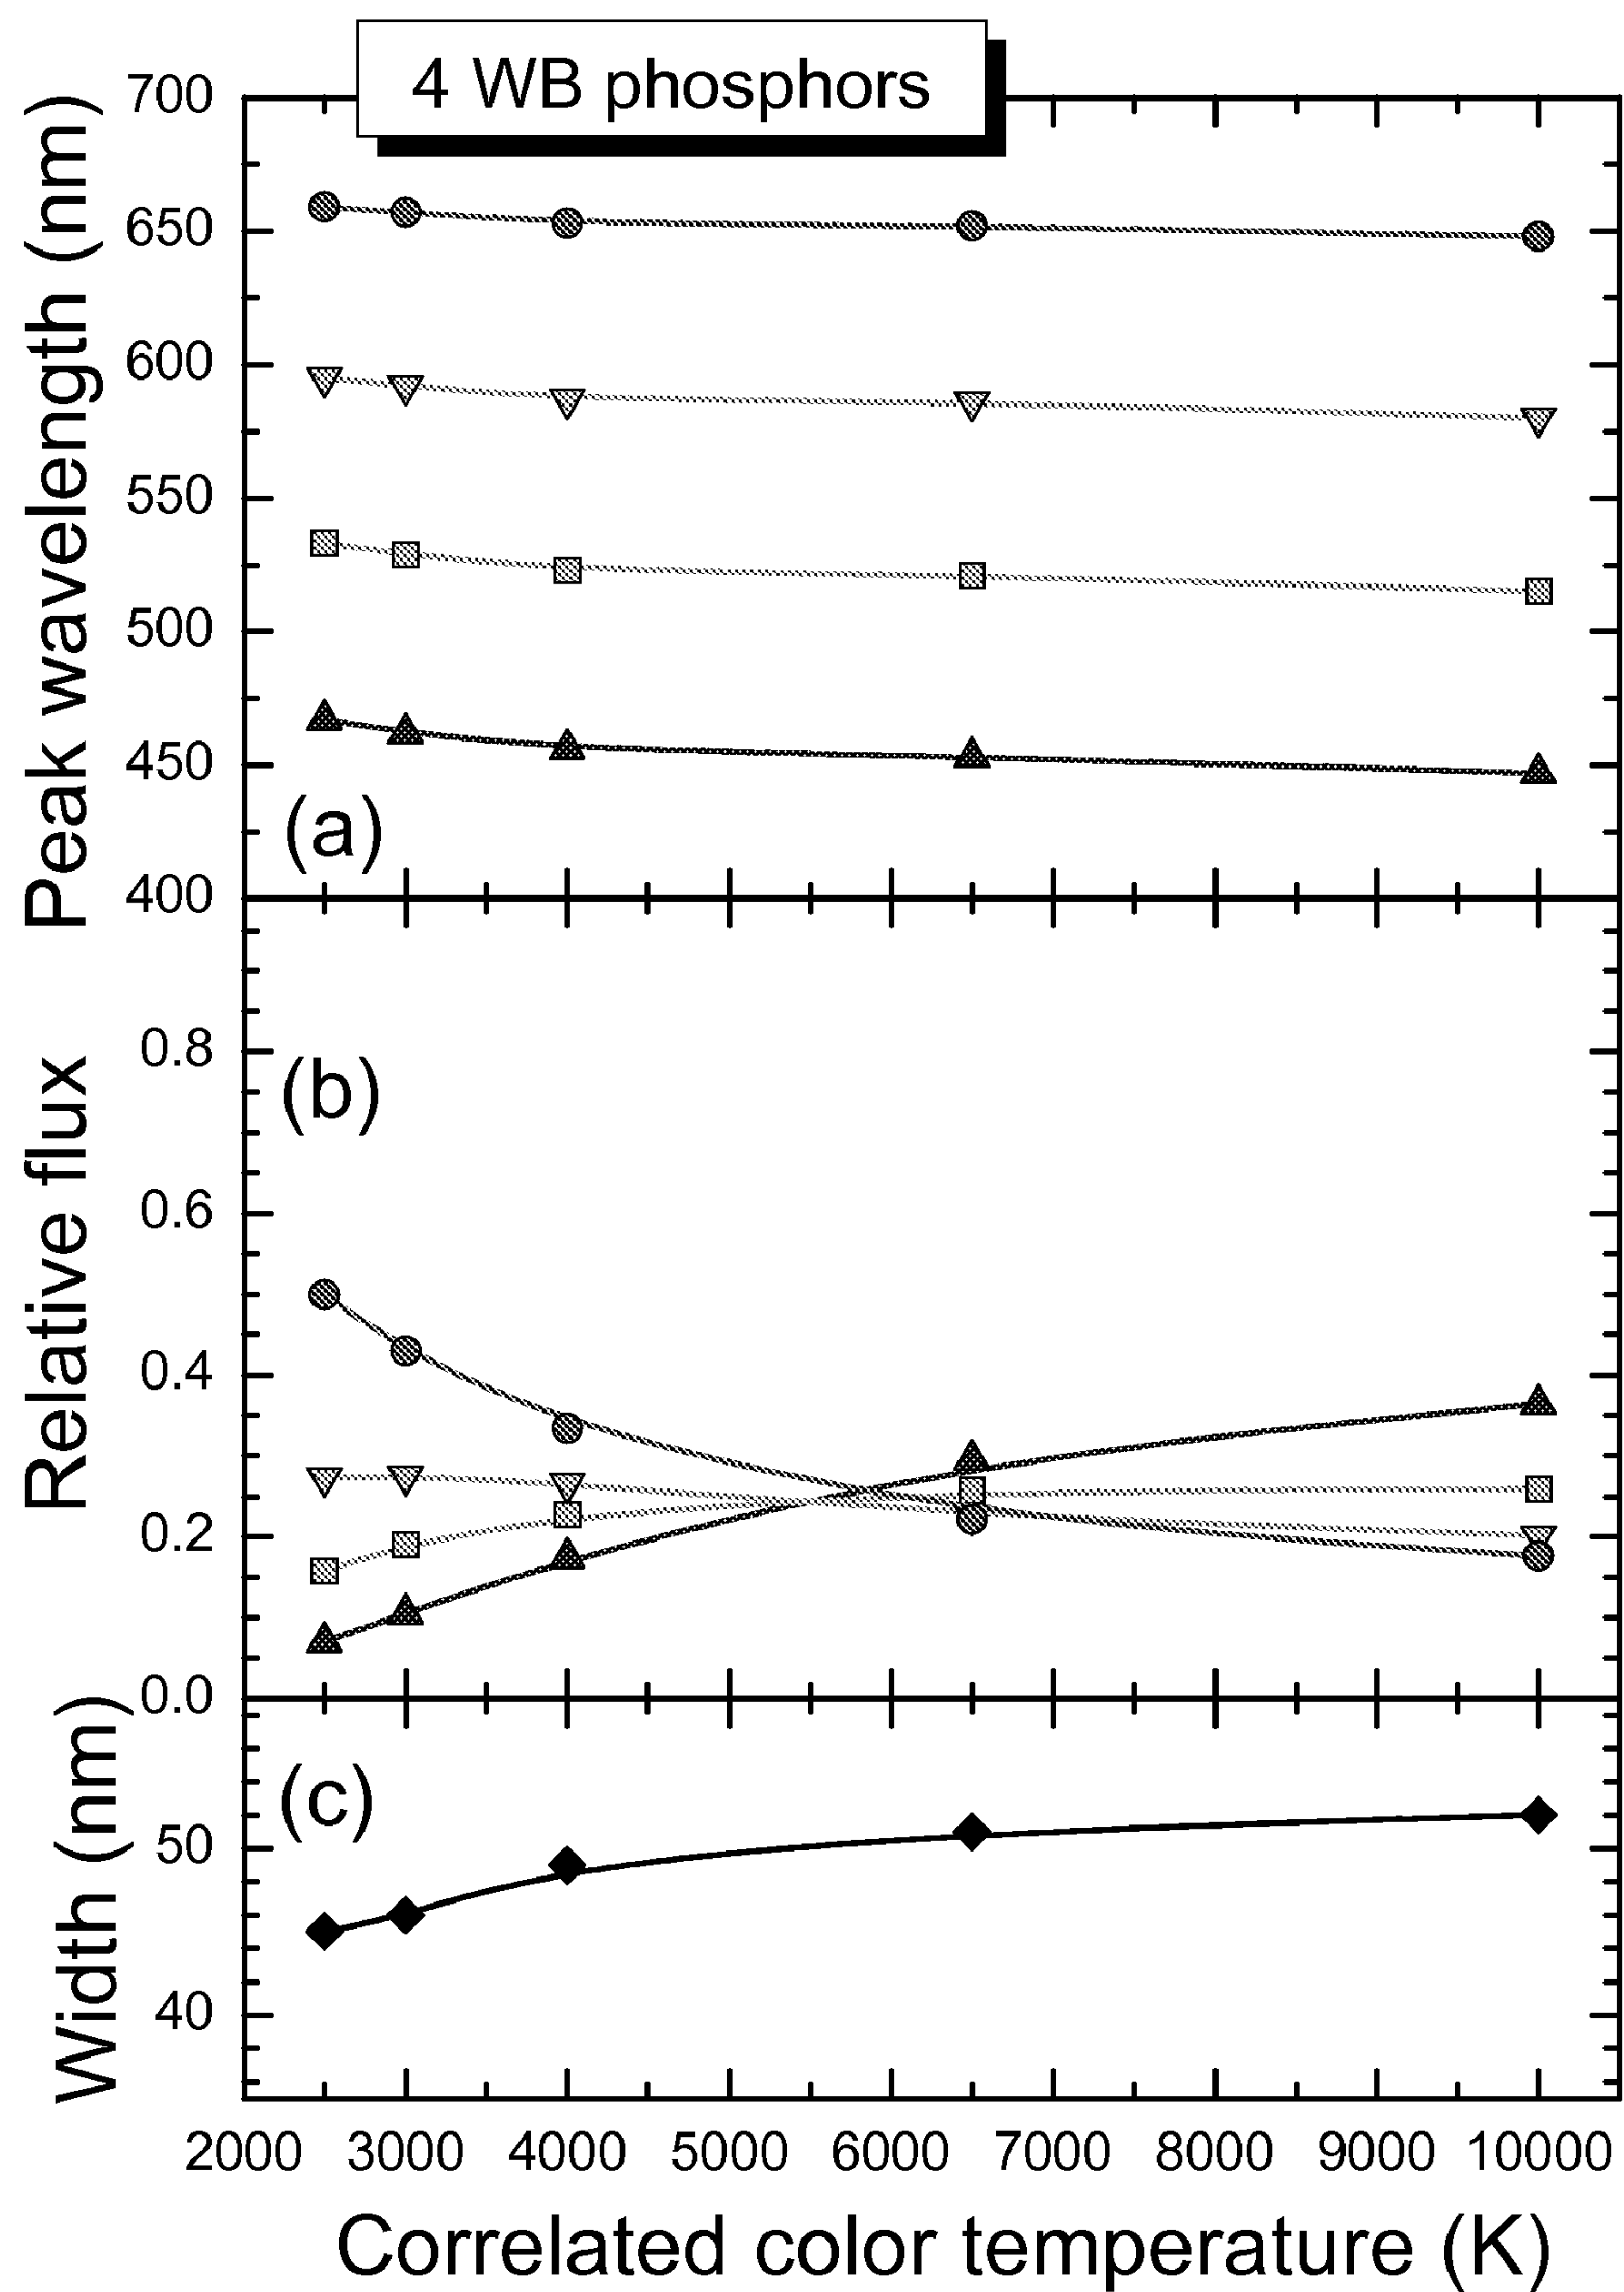 4 WB phosphors
Peak wavelength (nm)
700
650
600
550
500
450
400
(a)
Relative flux
0.8
0.6
0.4
0.2
0.0
(b)
Width (nm)
50
40
(c)
2000 3000 4000 5000 6000 7000 8000 9000 10000
Correlated color temperature (K)